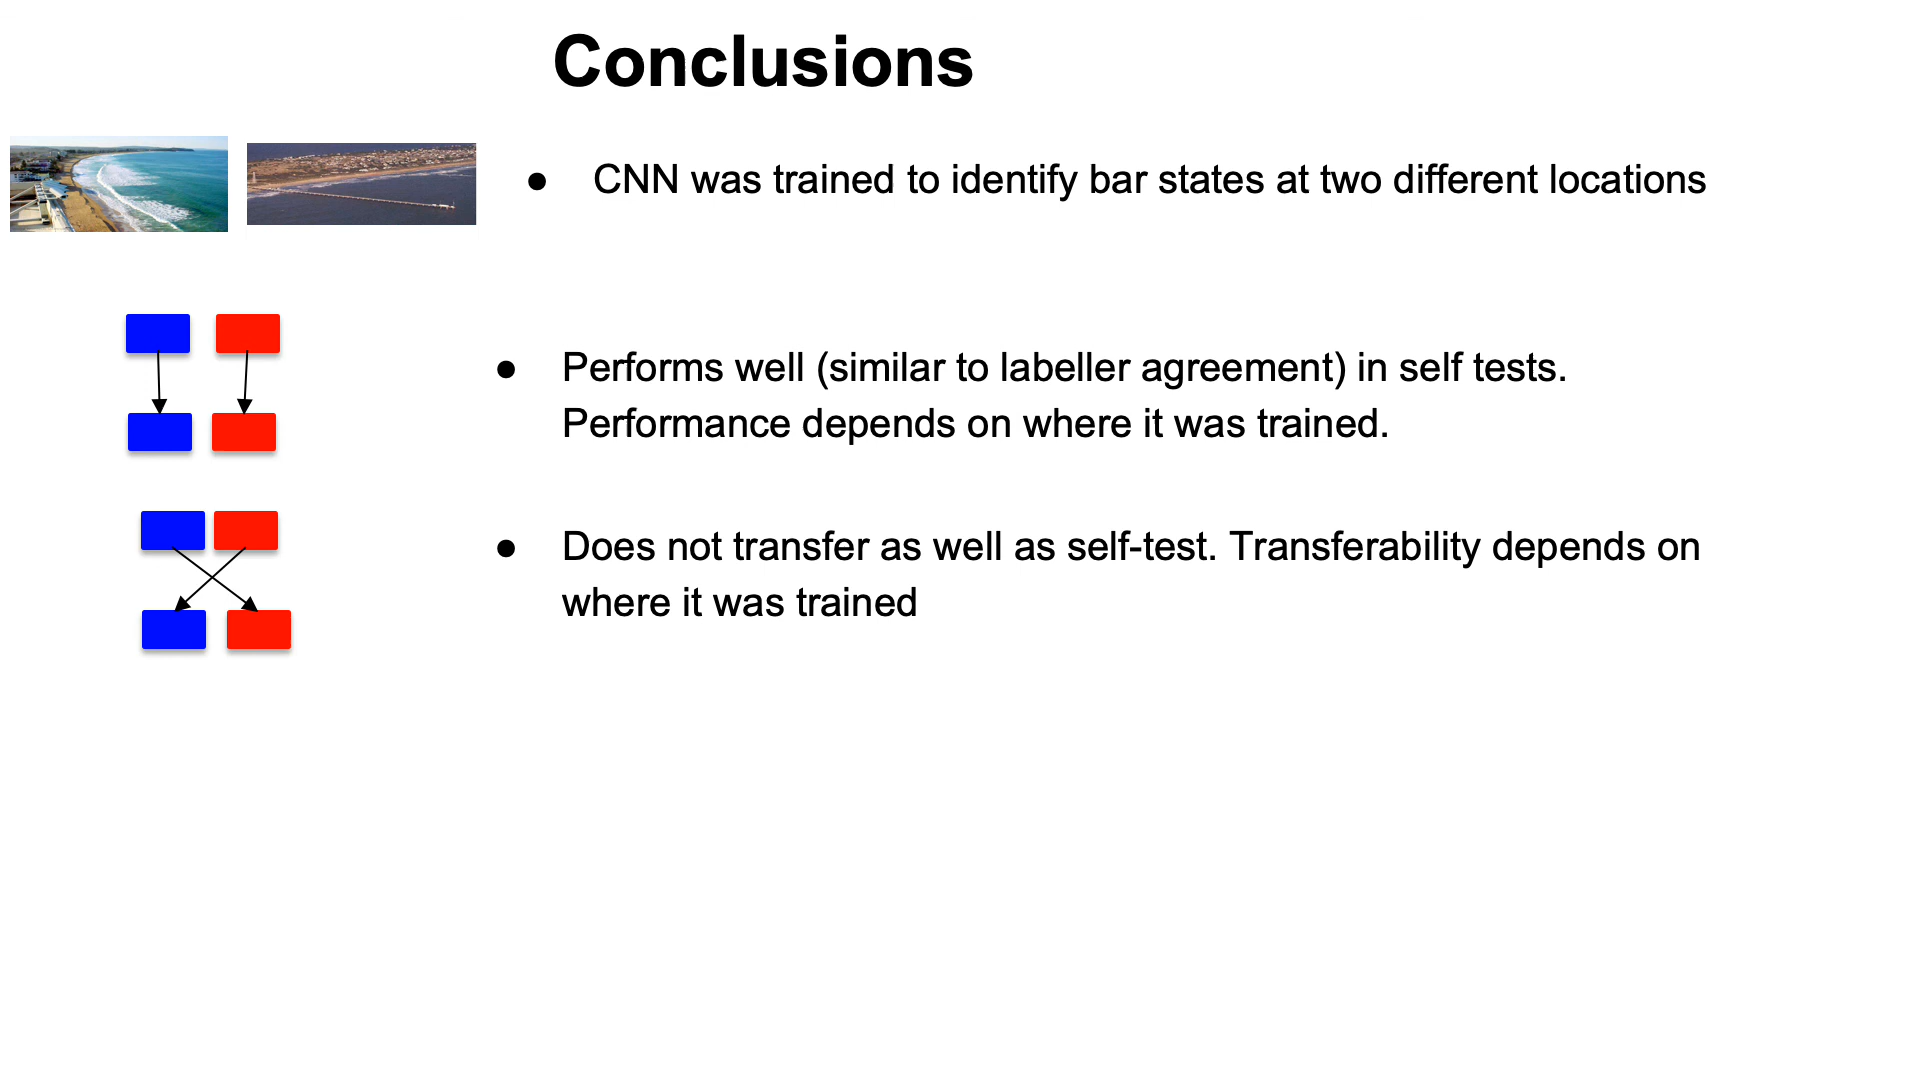 Conclusions
● CNN was trained to identify bar states at two different locations
● Performs well (similar to labeller agreement) in self tests.
Performance depends on where it was trained.
● Does not transfer as well as self-test. Transferability depends on
where it was trained